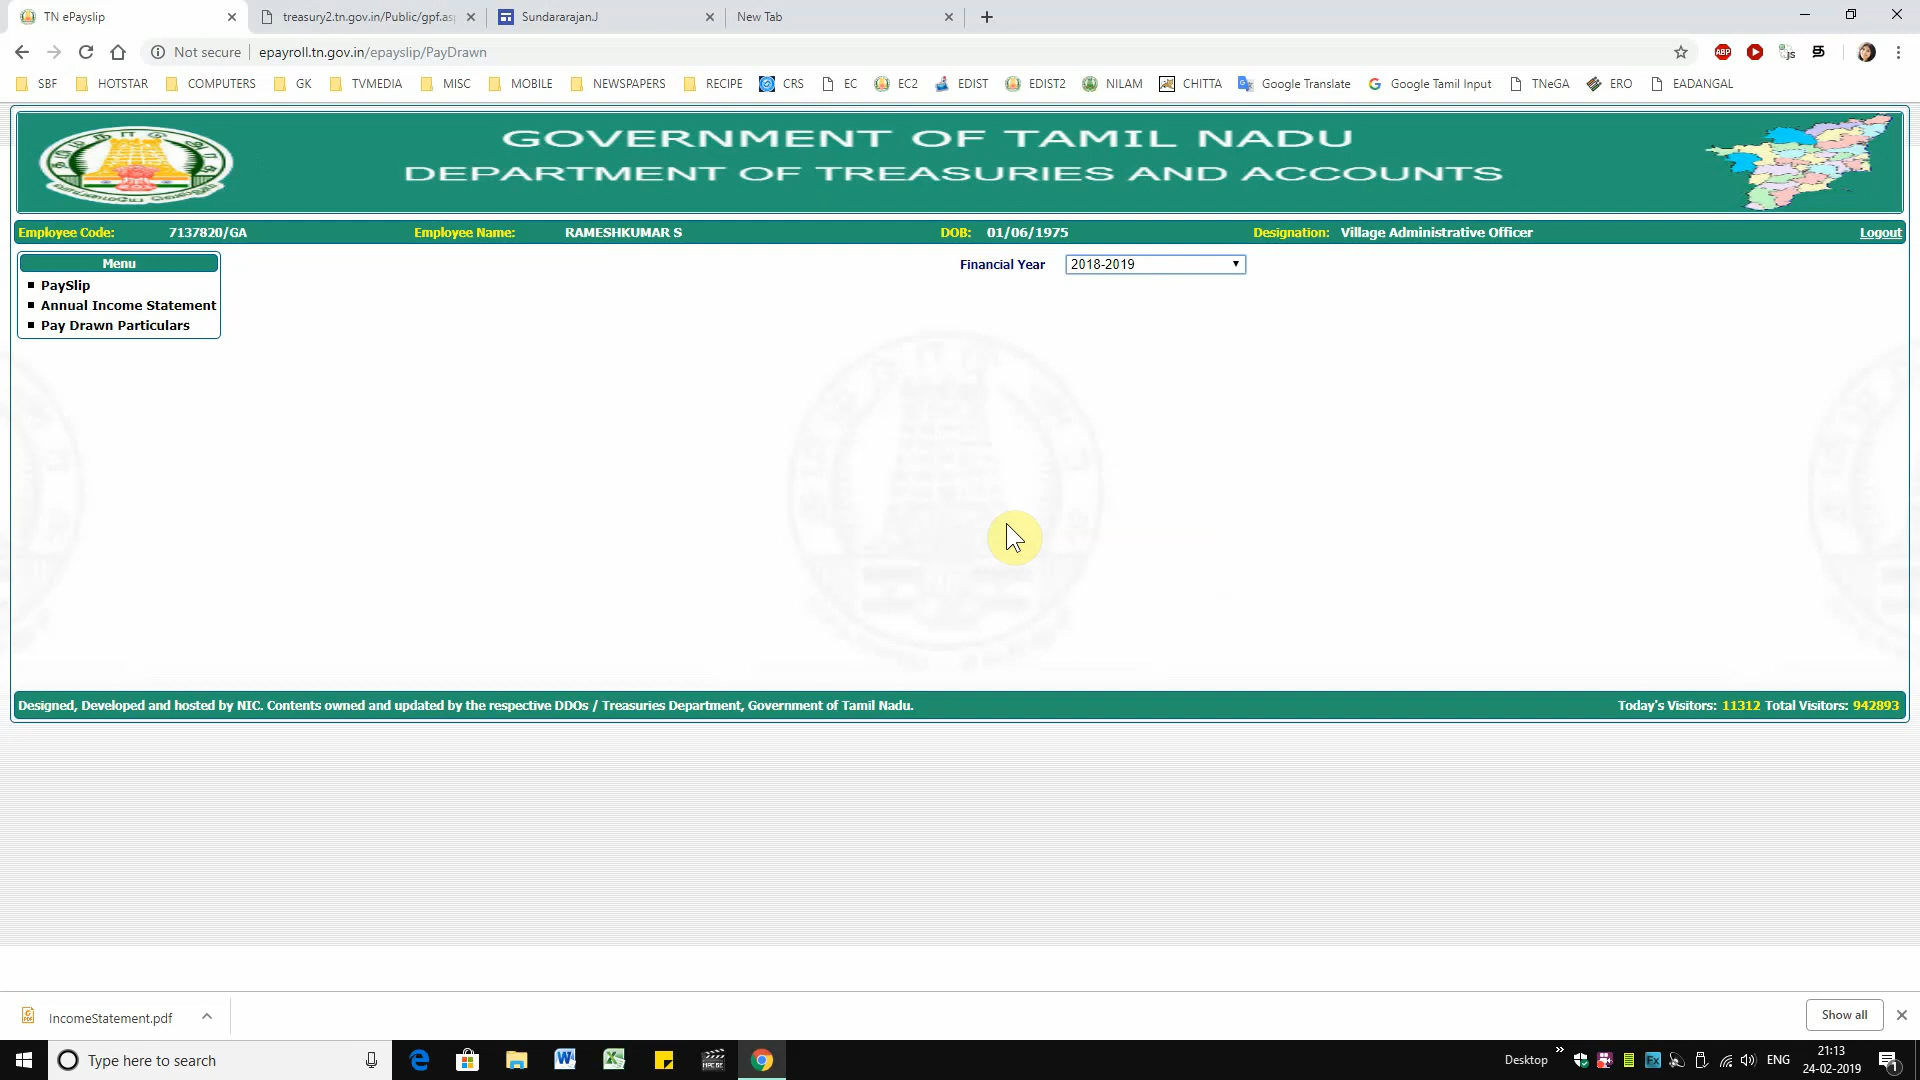 TN ePayslip
treasury2.tn.gov.in/Public/gpf.asp
Sundararajan.J
New Tab
Not secure
epayroll.tn.gov.in/epayslip/PayDrawn
SBF
HOTSTAR
COMPUTERS
GK
TVMEDIA
MISC
MOBILE
NEWSPAPERS
RECIPE
CRS
EC
EC2
EDIST
EDIST2
NILAM
CHITTA
Google Translate
Google Tamil Input
TNeGA
ERO
EADANGAL
GOVERNMENT OF TAMIL NADU
DEPARTMENT OF TREASURIES AND ACCOUNTS
Employee Code: 7137820/GA Employee Name: RAMESHKUMAR S DOB: 01/06/1975 Designation: Village Administrative Officer Logout
Menu
PaySlip
Annual Income Statement
Pay Drawn Particulars
Financial Year 2018-2019
Designed, Developed and hosted by NIC. Contents owned and updated by the respective DDOs / Treasuries Department, Government of Tamil Nadu.
Today's Visitors: 11312 Total Visitors: 942893
IncomeStatement.pdf
Show all
Type here to search
Desktop
ENG
21:13
24-02-2019